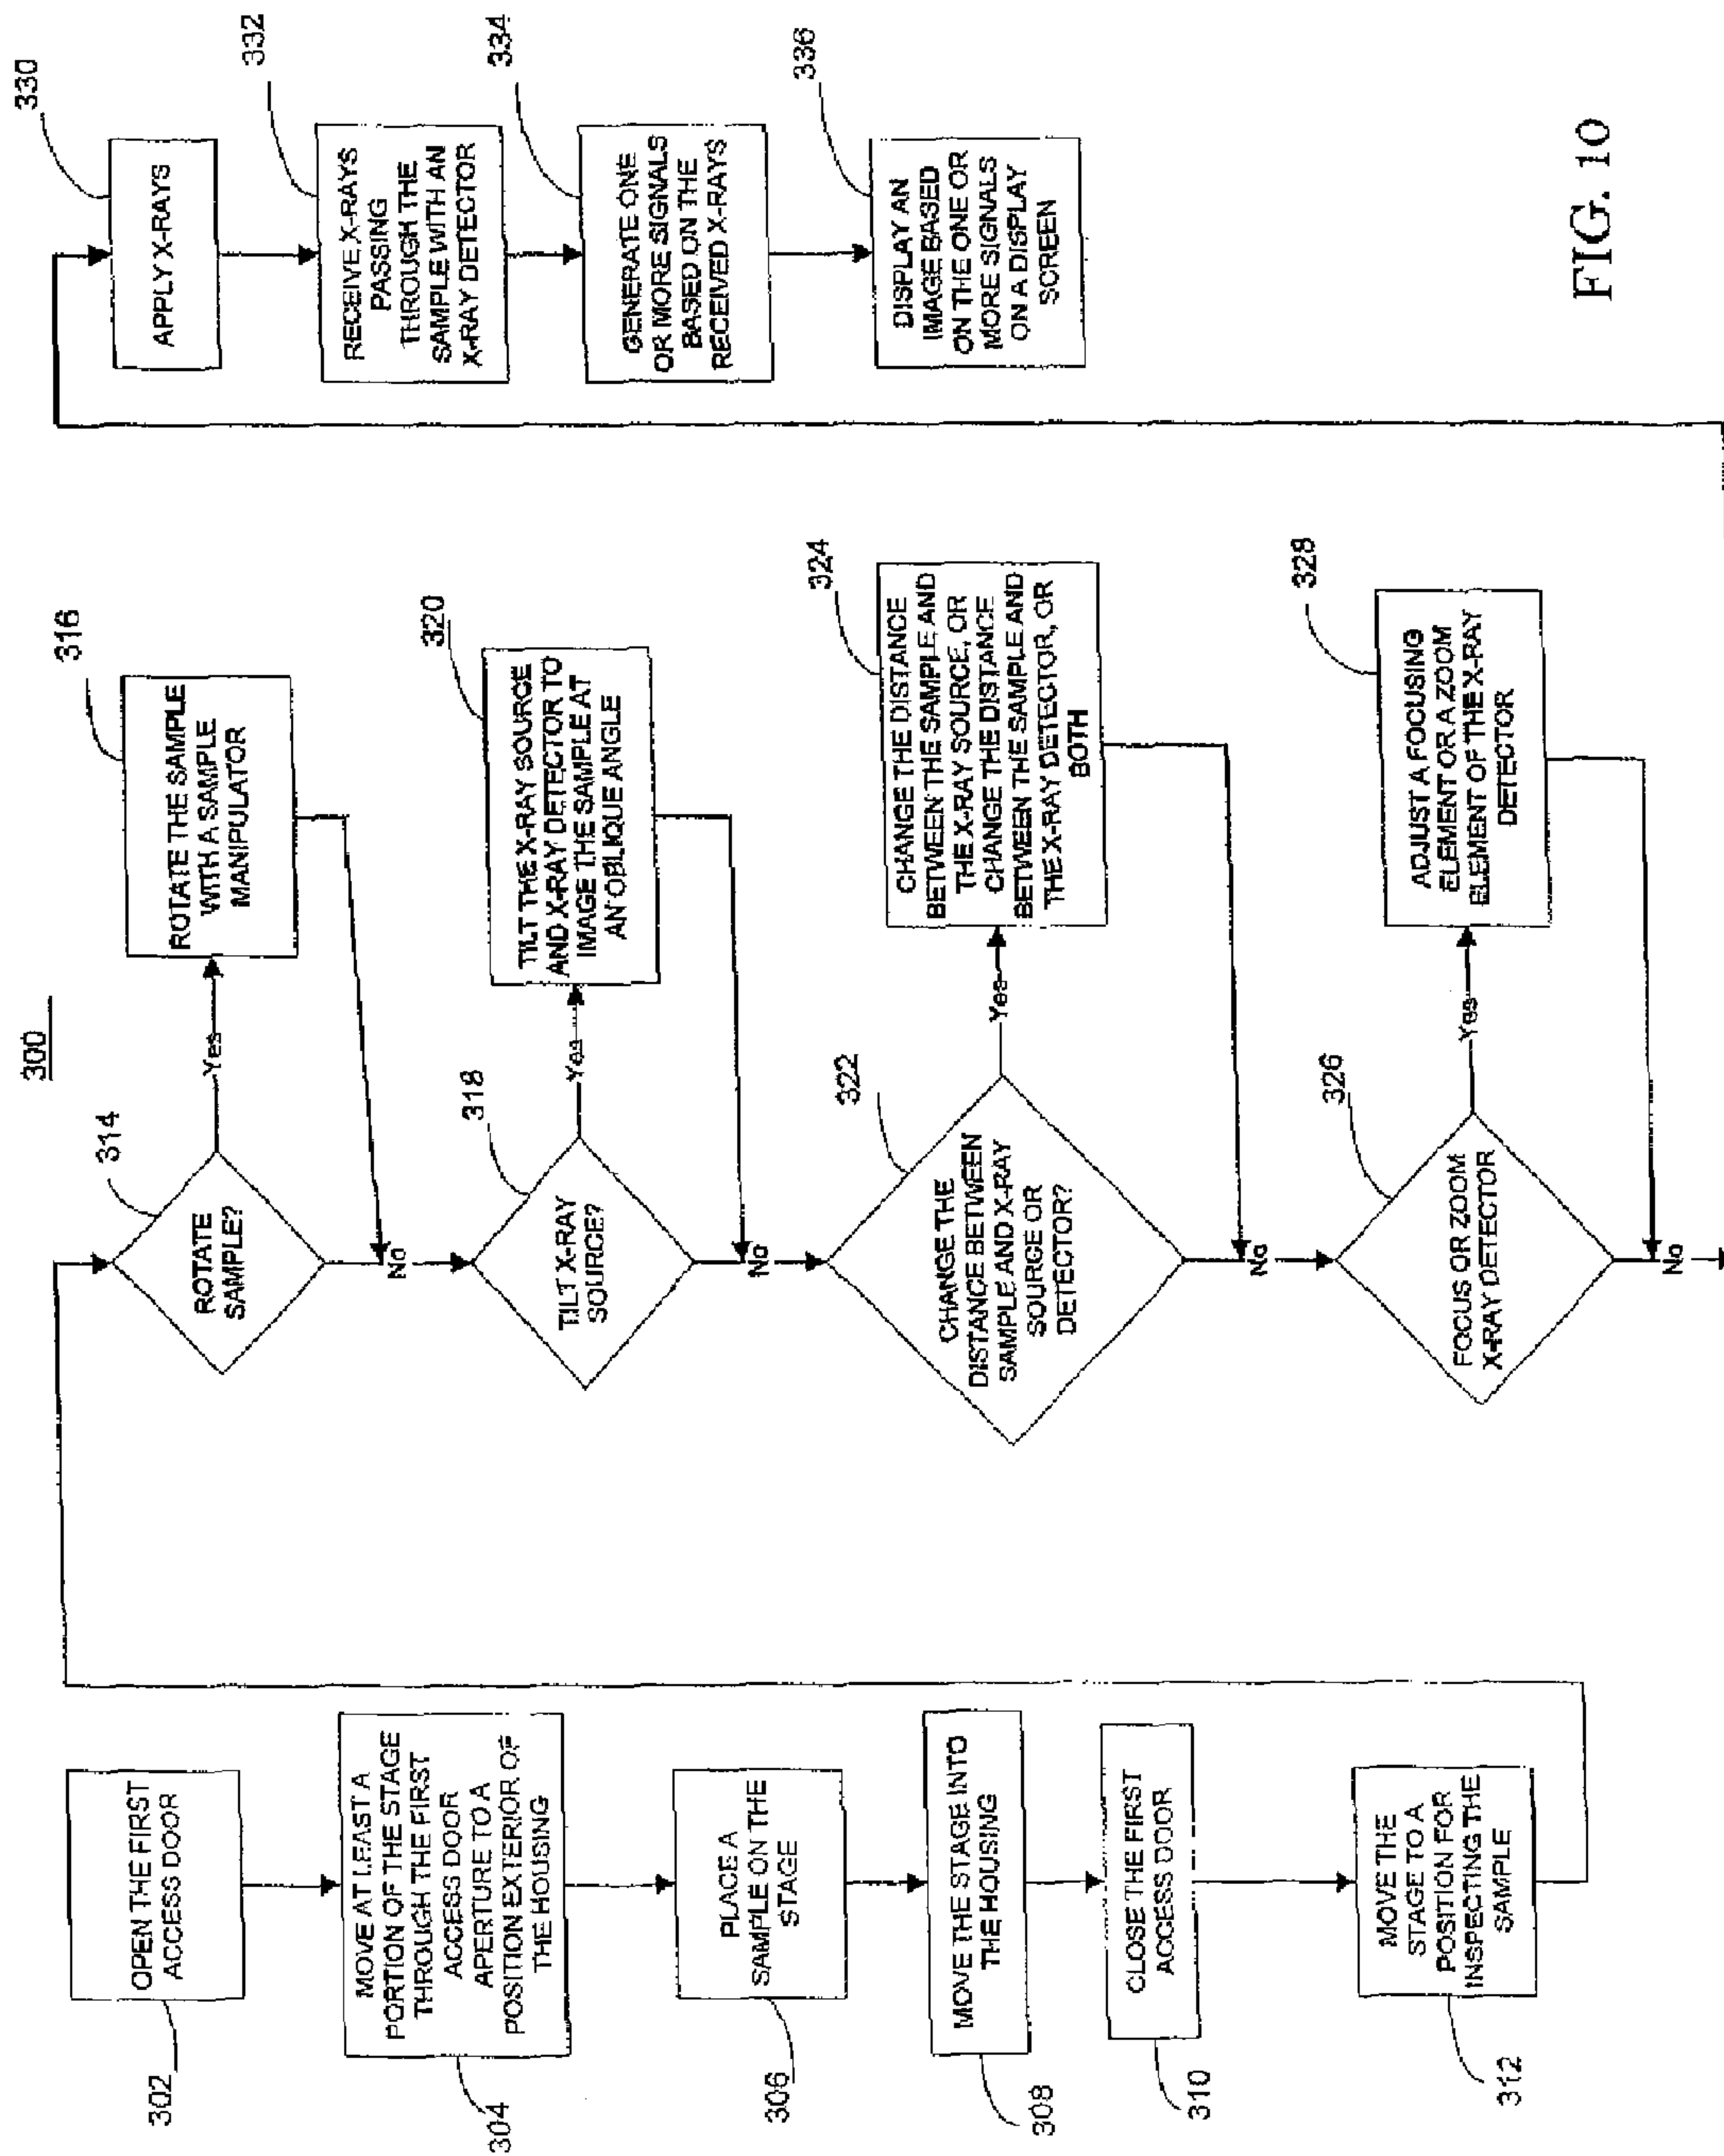 300
302
OPEN THE FIRST
ACCESS DOOR
304
MOVE AT LEAST A
PORTION OF THE STAGE
THROUGH THE FIRST
ACCESS DOOR
APERTURE TO A
POSITION EXTERIOR OF
THE HOUSING
306
PLACE A
SAMPLE ON THE
STAGE
308
MOVE THE STAGE INTO
THE HOUSING
310
CLOSE THE FIRST
ACCESS DOOR
312
MOVE THE
STAGE TO A
POSITION FOR
INSPECTING THE
SAMPLE
314
ROTATE
SAMPLE?
Yes
No
316
ROTATE THE SAMPLE
WITH A SAMPLE
MANIPULATOR
318
TILT X-RAY
SOURCE?
Yes
No
320
TILT THE X-RAY SOURCE
AND X-RAY DETECTOR TO
IMAGE THE SAMPLE AT
AN OBLIQUE ANGLE
322
CHANGE THE
DISTANCE BETWEEN
SAMPLE AND X-RAY
SOURCE OR
DETECTOR?
Yes
No
324
CHANGE THE DISTANCE
BETWEEN THE SAMPLE AND
THE X-RAY SOURCE, OR
CHANGE THE DISTANCE
BETWEEN THE SAMPLE AND
THE X-RAY DETECTOR, OR
BOTH
326
FOCUS OR ZOOM
X-RAY DETECTOR
Yes
No
328
ADJUST A FOCUSING
ELEMENT OR A ZOOM
ELEMENT OF THE X-RAY
DETECTOR
330
APPLY X-RAYS
332
RECEIVE X-RAYS
PASSING
THROUGH THE
SAMPLE WITH AN
X-RAY DETECTOR
334
GENERATE ONE
OR MORE SIGNALS
BASED ON THE
RECEIVED X-RAYS
336
DISPLAY AN
IMAGE BASED
ON THE ONE OR
MORE SIGNALS
ON A DISPLAY
SCREEN
FIG. 10